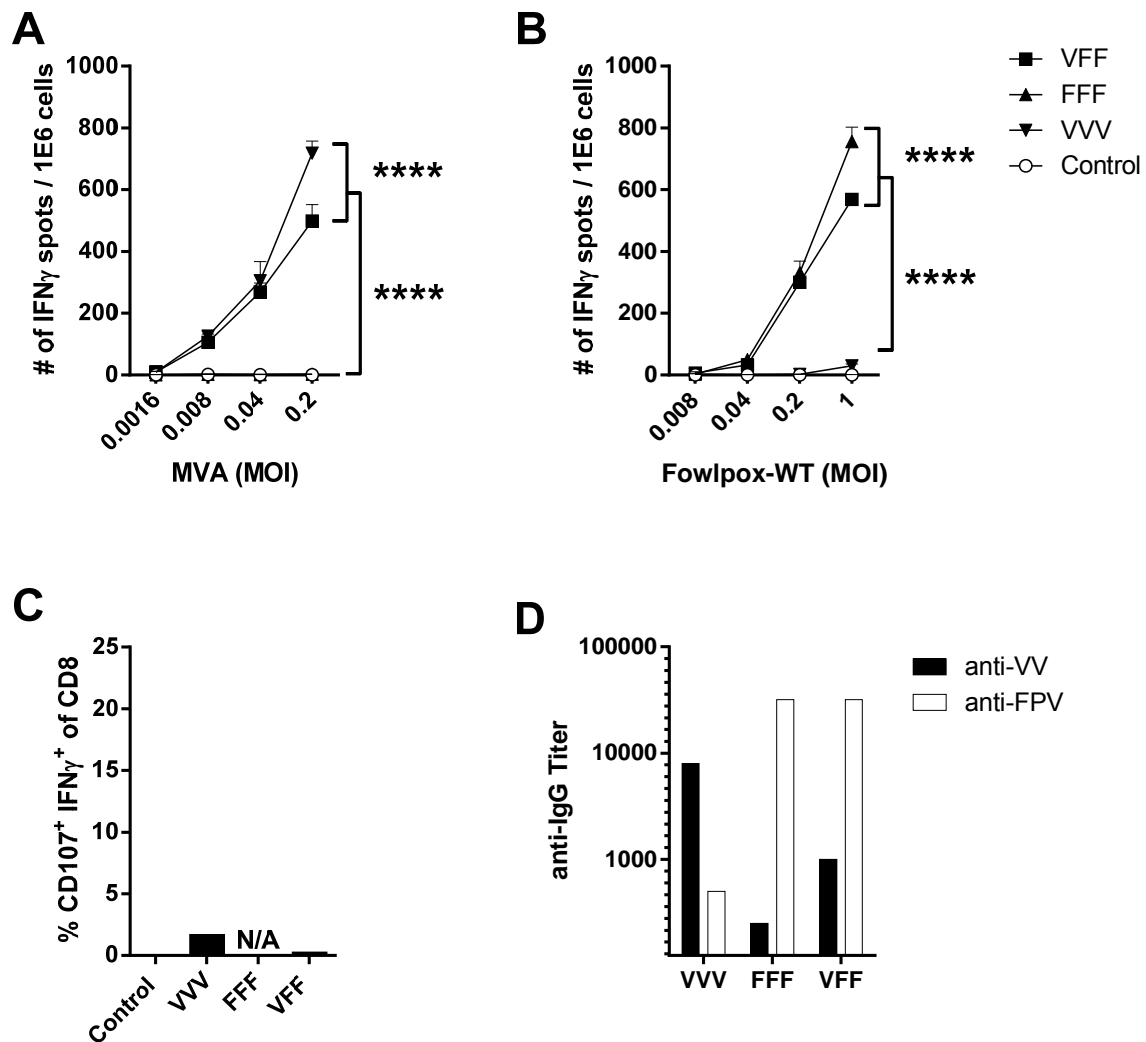 A
# of IFNγ spots / 1E6 cells
1000
800
600
400
200
0
0.0016
0.008
0.04
0.2
MVA (MOI)
****
****
B
# of IFNγ spots / 1E6 cells
1000
800
600
400
200
0
0.008
0.04
0.2
1
Fowlpox-WT (MOI)
****
****
VFF
FFF
VVV
Control
C
% CD107+ IFNγ+ of CD8
25
20
15
10
5
0
N/A
Control
VVV
FFF
VFF
D
anti-IgG Titer
100000
10000
1000
VVV
FFF
VFF
anti-VV
anti-FPV